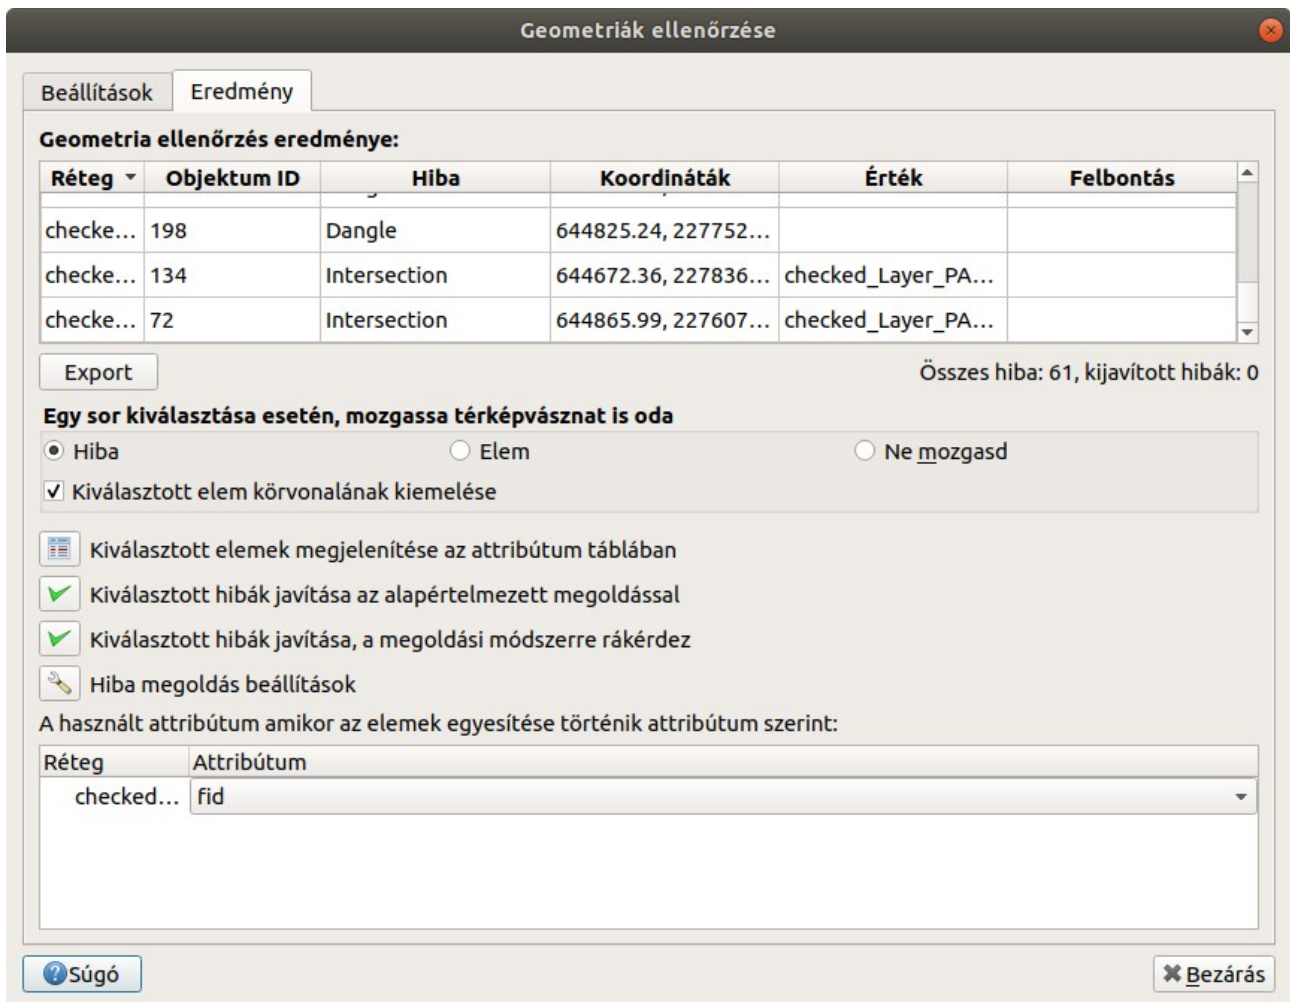 Geometriák ellenőrzése
Beállítások Eredmény
Geometria ellenőrzés eredménye:
Réteg Objektum ID Hiba Koordináták Érték Felbontás
checke... 198 Dangle 644825.24, 227752...
checke... 134 Intersection 644672.36, 227836... checked_Layer_PA...
checke... 72 Intersection 644865.99, 227607... checked_Layer_PA...
Export Összes hiba: 61, kijavított hibák: 0
Egy sor kiválasztása esetén, mozgassa térképvásznat is oda
Hiba Elem Ne mozgasd
Kiválasztott elem körvonalának kiemelése
Kiválasztott elemek megjelenítése az attribútum táblában
Kiválasztott hibák javítása az alapértelmezett megoldással
Kiválasztott hibák javítása, a megoldási módszerre rákérdez
Hiba megoldás beállítások
A használt attribútum amikor az elemek egyesítése történik attribútum szerint:
Réteg Attribútum
checked... fid
Súgó Bezárás